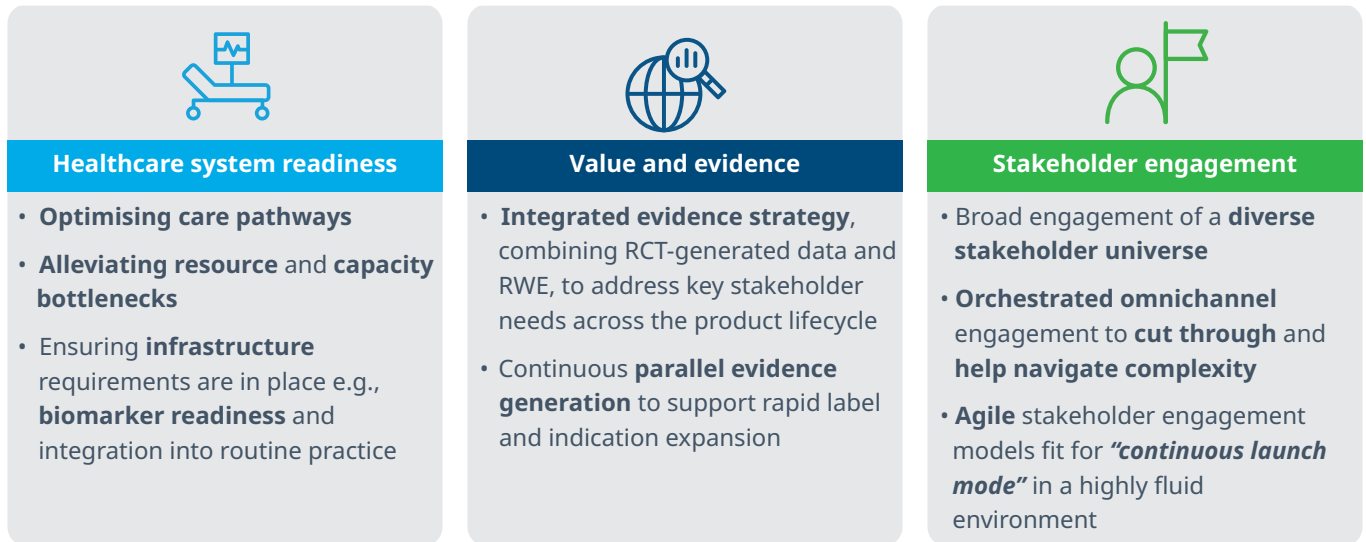 Healthcare system readiness
• Optimising care pathways
• Alleviating resource and capacity
bottlenecks
• Ensuring infrastructure
requirements are in place e.g.,
biomarker readiness and
integration into routine practice
Value and evidence
• Integrated evidence strategy,
combining RCT-generated data and
RWE, to address key stakeholder
needs across the product lifecycle
• Continuous parallel evidence
generation to support rapid label
and indication expansion
Stakeholder engagement
• Broad engagement of a diverse
stakeholder universe
• Orchestrated omnichannel
engagement to cut through and
help navigate complexity
• Agile stakeholder engagement
models fit for “continuous launch
mode” in a highly fluid
environment